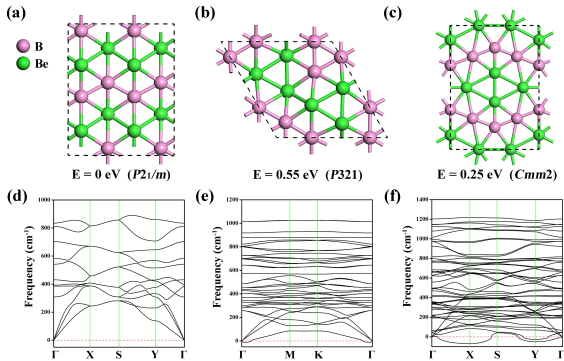 (a)
(b)
(c)
B
Be
E = 0 eV (P2₁/m)
E = 0.55 eV (P321)
E = 0.25 eV (Cmm2)
(d)
(e)
(f)
Frequency (cm⁻¹)
1000
800
600
400
200
0
Γ X S Y Γ
Frequency (cm⁻¹)
1200
1000
800
600
400
200
0
Γ M K Γ
Frequency (cm⁻¹)
1400
1200
1000
800
600
400
200
0
Γ X S Y Γ